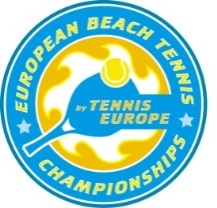 EUROPEAN BEACH TENNIS
by TENNIS
EUROPE
CHAMPIONSHIPS